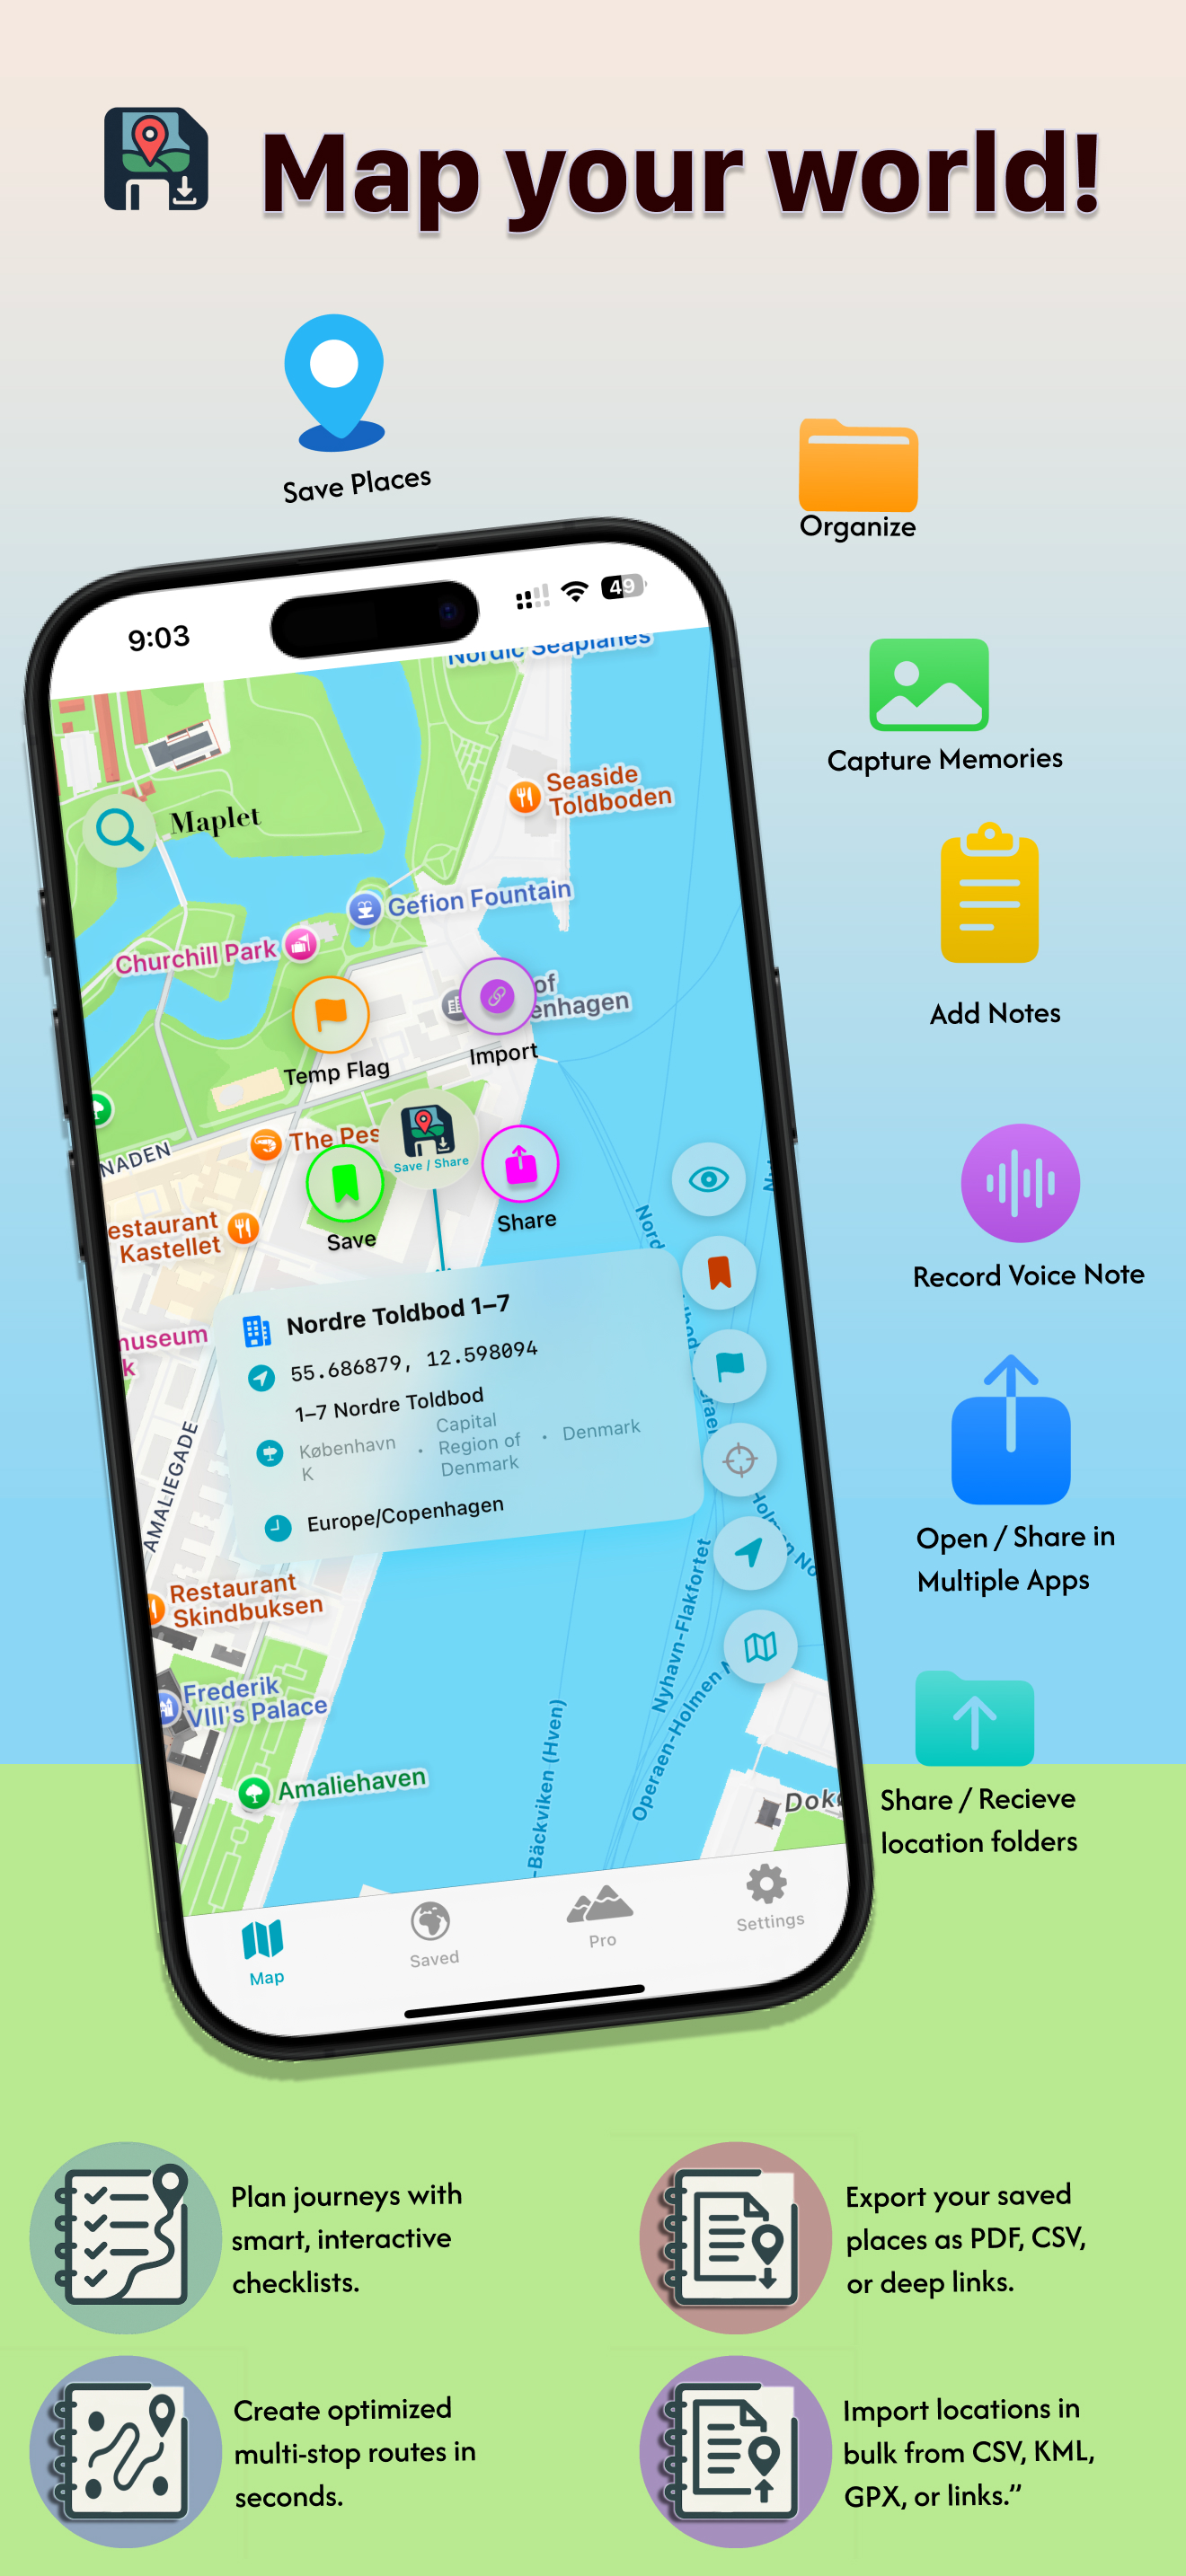 Map your world!
Save Places
Organize
Capture Memories
Add Notes
Record Voice Note
Open / Share in
Multiple Apps
Share / Recieve
location folders
9:03
49
Nordic Seaplanes
Seaside
Toldboden
Maplet
Gefion Fountain
Churchill Park
of
enhagen
Temp Flag
Import
The Pes
NADEN
Save / Share
Save
Share
estaurant
Kastellet
museum
k
Nordre Toldbod 1–7
55.686879, 12.598094
1–7 Nordre Toldbod
København
K
·
Capital
Region of
Denmark
·
Denmark
Europe/Copenhagen
AMALIEGADE
Restaurant
Skindbuksen
Frederik
VIII's Palace
Amaliehaven
Nord
Nyhavn-Flakfortet
Operaen-Holmen N
-Bäckviken (Hven)
Map
Saved
Pro
Settings
Plan journeys with
smart, interactive
checklists.
Export your saved
places as PDF, CSV,
or deep links.
Create optimized
multi-stop routes in
seconds.
Import locations in
bulk from CSV, KML,
GPX, or links.”